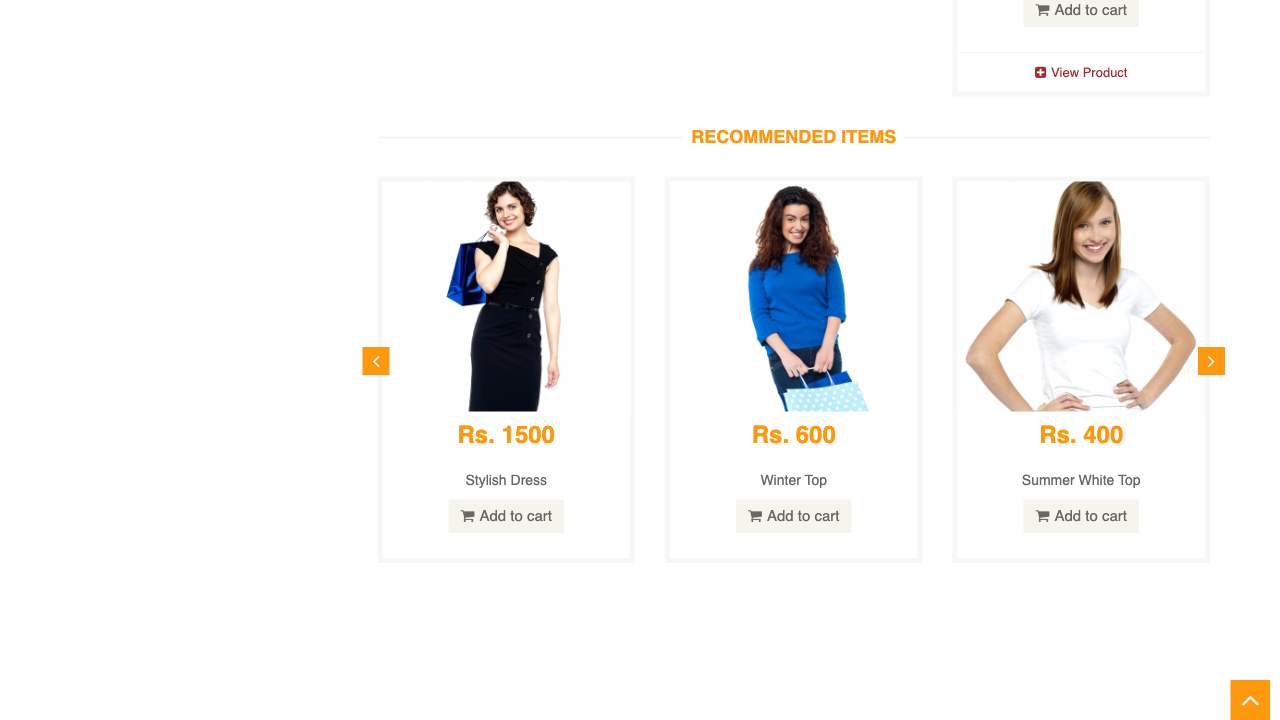 Add to cart
View Product
RECOMMENDED ITEMS
Rs. 1500
Stylish Dress
Add to cart
Rs. 600
Winter Top
Add to cart
Rs. 400
Summer White Top
Add to cart